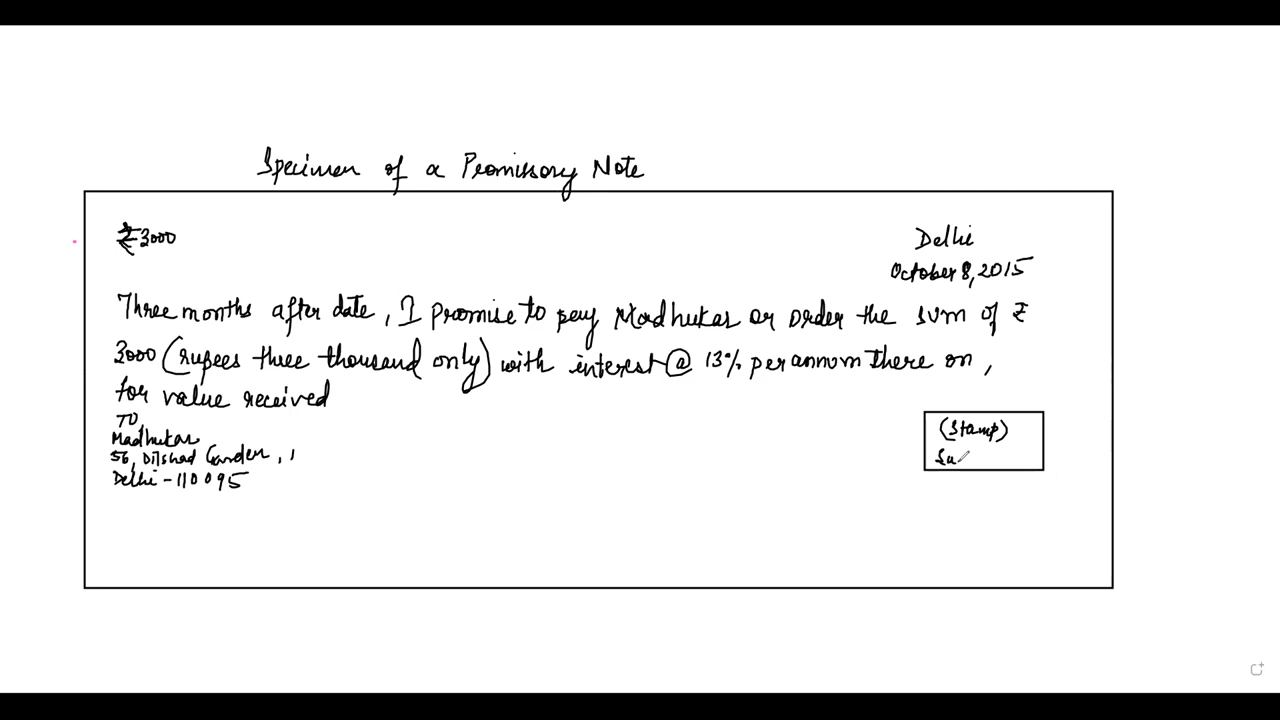 Specimen of a Promissory Note
₹3000
Delhi
October 8, 2015
Three months after date, I promise to pay Madhukar or order the sum of ₹
3000 (rupees three thousand only) with interest @ 13% per annum there on,
for value received
TO,
Madhukar
56, Dilshad Garden, ,
Delhi - 110095
(Stamp)
Su